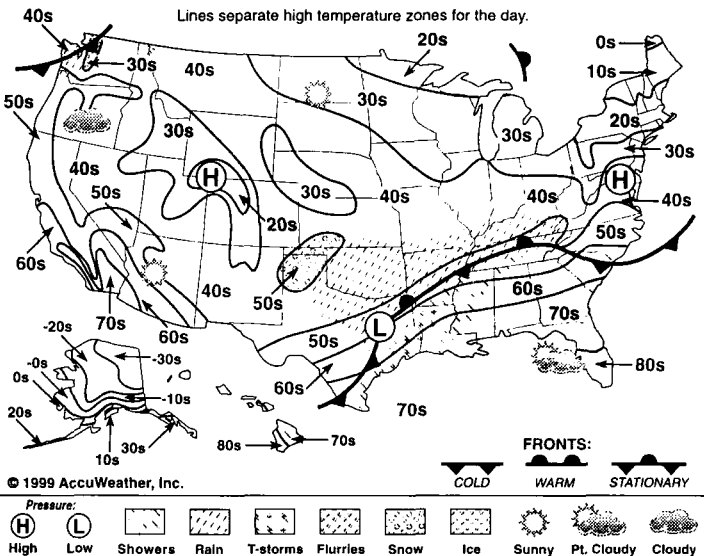 Lines separate high temperature zones for the day.
40s
20s
0s
30s
40s
10s
50s
30s
30s
30s
20s
30s
H
H
40s
50s
30s
40s
40s
40s
20s
50s
60s
50s
60s
40s
70s
70s
60s
L
50s
-20s
-30s
80s
-0s
0s
-10s
60s
20s
70s
10s
30s
80s
70s
FRONTS:
© 1999 AccuWeather, Inc.
COLD WARM STATIONARY
Pressure:
H L
High Low Showers Rain T-storms Flurries Snow Ice Sunny Pt. Cloudy Cloudy